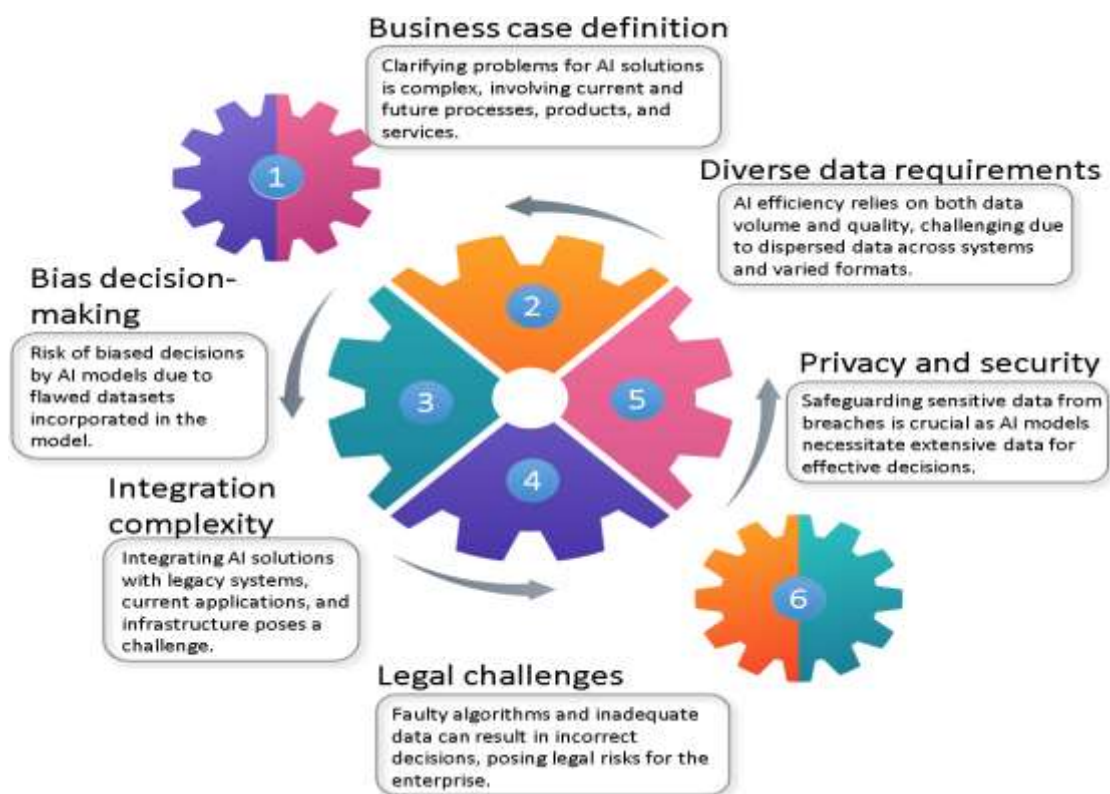 Business case definition
Clarifying problems for AI solutions
is complex, involving current and
future processes, products, and
services.
1
Diverse data requirements
AI efficiency relies on both data
volume and quality, challenging due
to dispersed data across systems
and varied formats.
2
Bias decision-
making
Risk of biased decisions
by AI models due to
flawed datasets
incorporated in the
model.
3
Integration
complexity
Integrating AI solutions
with legacy systems,
current applications, and
infrastructure poses a
challenge.
4
Privacy and security
Safeguarding sensitive data from
breaches is crucial as AI models
necessitate extensive data for
effective decisions.
5
Legal challenges
Faulty algorithms and inadequate
data can result in incorrect
decisions, posing legal risks for the
enterprise.
6